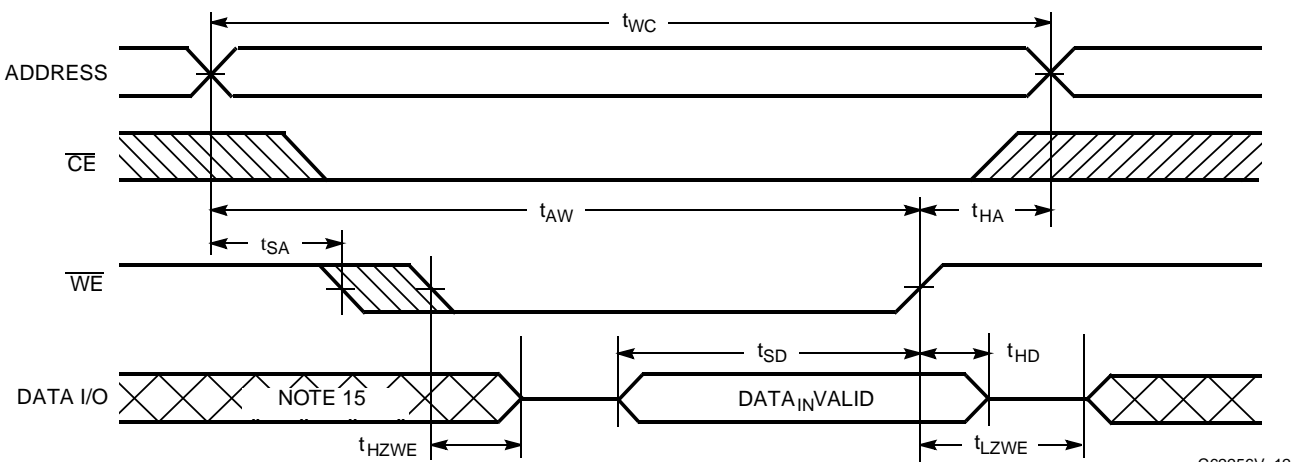 tWC
ADDRESS
CE
tAW
tHA
tSA
WE
tSD
tHD
DATA I/O
NOTE 15
DATAINVALID
tHZWE
tLZWE